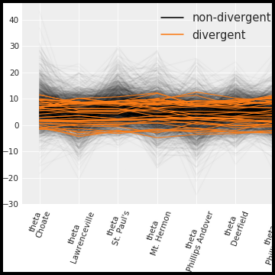 non-divergent
divergent
40
30
20
10
0
−10
−20
−30
theta
Choate
theta
Lawrenceville
theta
St. Paul's
theta
Mt. Hermon
theta
Phillips Andover
theta
Deerfield
theta